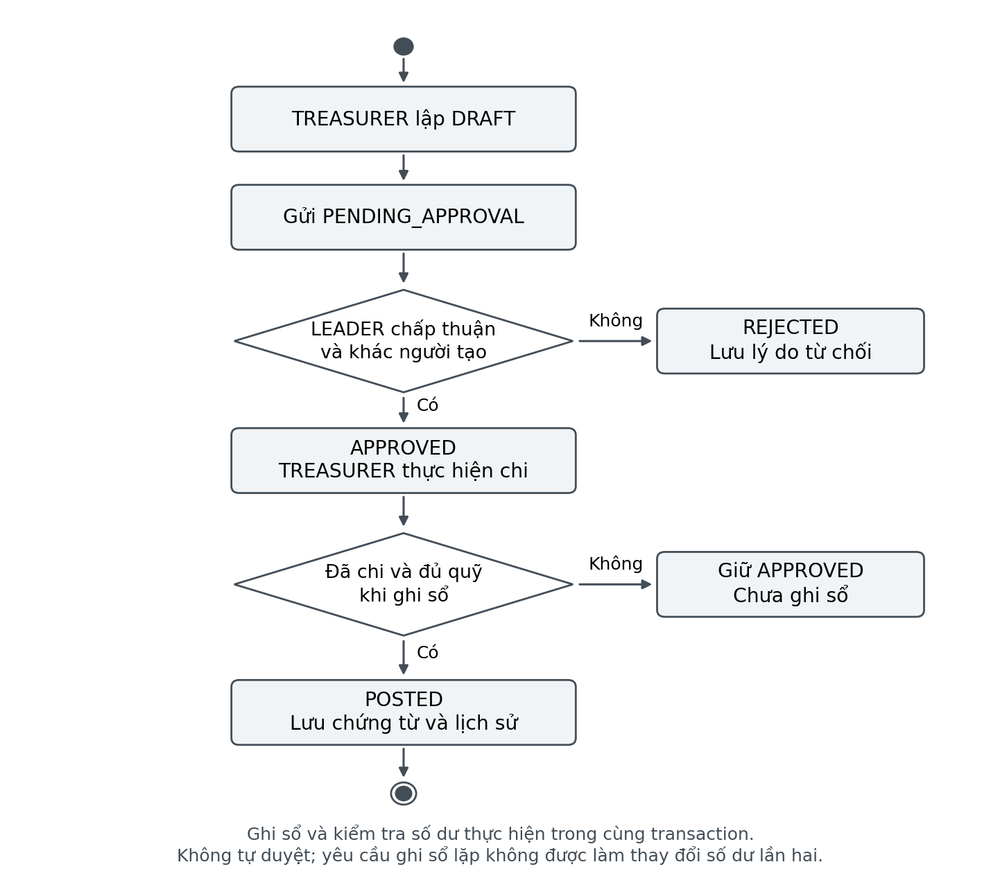 TREASURER lập DRAFT
Gửi PENDING_APPROVAL
LEADER chấp thuận
và khác người tạo
Không
REJECTED
Lưu lý do từ chối
Có
APPROVED
TREASURER thực hiện chi
Đã chi và đủ quỹ
khi ghi sổ
Không
Giữ APPROVED
Chưa ghi sổ
Có
POSTED
Lưu chứng từ và lịch sử
Ghi sổ và kiểm tra số dư thực hiện trong cùng transaction.
Không tự duyệt; yêu cầu ghi sổ lặp không được làm thay đổi số dư lần hai.